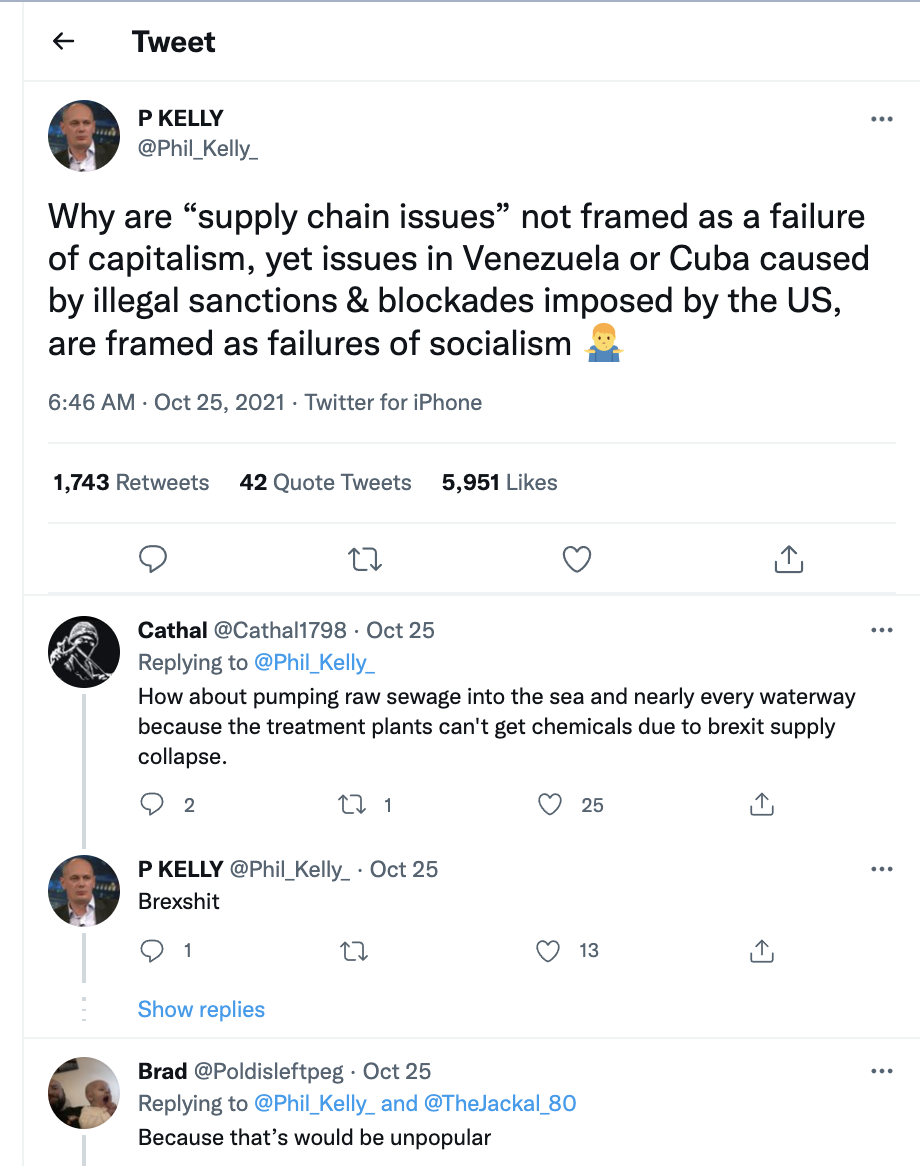 Tweet
P KELLY
@Phil_Kelly_
Why are “supply chain issues” not framed as a failure
of capitalism, yet issues in Venezuela or Cuba caused
by illegal sanctions & blockades imposed by the US,
are framed as failures of socialism 🤷‍♂️
6:46 AM · Oct 25, 2021 · Twitter for iPhone
1,743 Retweets 42 Quote Tweets 5,951 Likes
Cathal @Cathal1798 · Oct 25
Replying to @Phil_Kelly_
How about pumping raw sewage into the sea and nearly every waterway
because the treatment plants can't get chemicals due to brexit supply
collapse.
2 1 25
P KELLY @Phil_Kelly_ · Oct 25
Brexshit
1 13
Show replies
Brad @Poldisleftpeg · Oct 25
Replying to @Phil_Kelly_ and @TheJackal_80
Because that’s would be unpopular